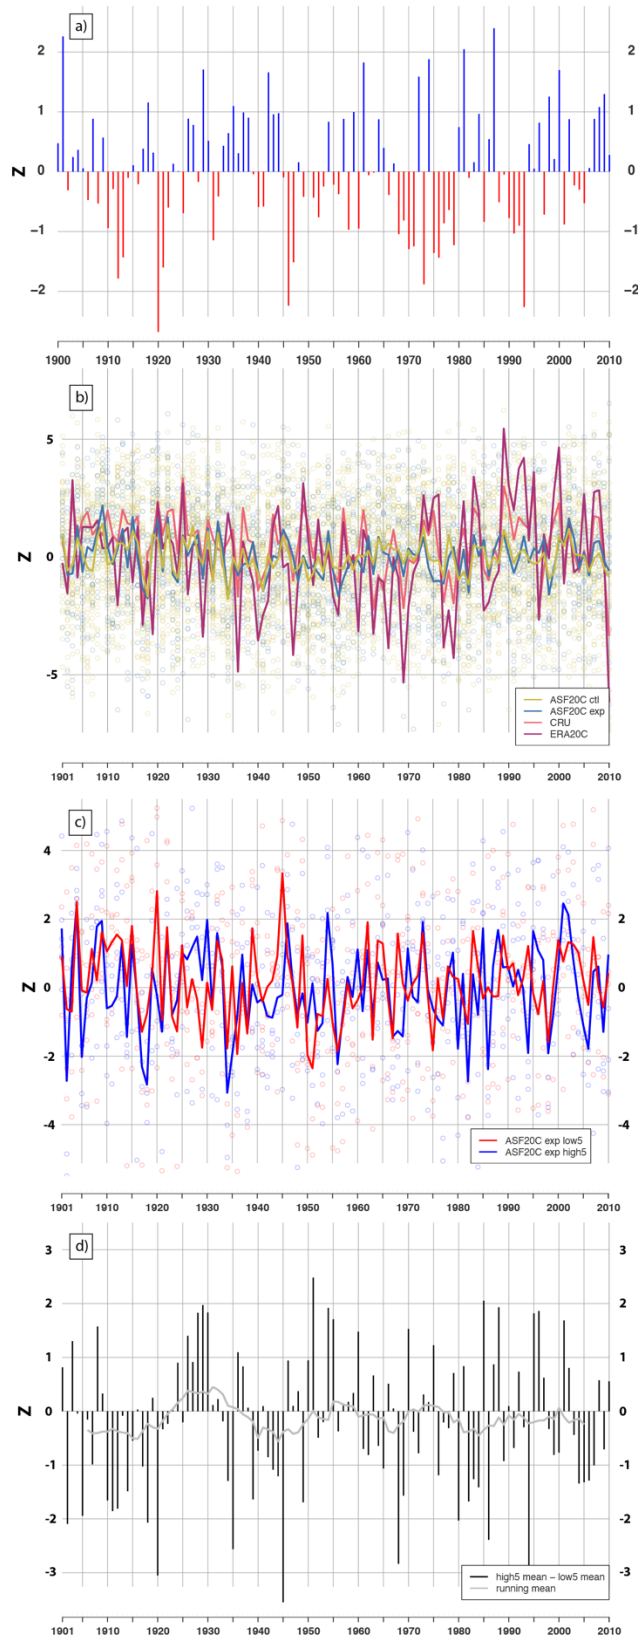 a)
2 2
1 1
0 0
Z
−1 −1
−2 −2
1900 1910 1920 1930 1940 1950 1960 1970 1980 1990 2000 2010
b)
5
0
Z
-5
ASF20C ctl
ASF20C exp
CRU
ERA20C
1901 1910 1920 1930 1940 1950 1960 1970 1980 1990 2000 2010
c)
4 4
2 2
0 0
Z
-2 -2
-4 -4
ASF20C exp low5
ASF20C exp high5
1901 1910 1920 1930 1940 1950 1960 1970 1980 1990 2000 2010
d)
3 3
2 2
1 1
0 0
Z
-1 -1
-2 -2
-3 -3
high5 mean − low5 mean
running mean
1901 1910 1920 1930 1940 1950 1960 1970 1980 1990 2000 2010